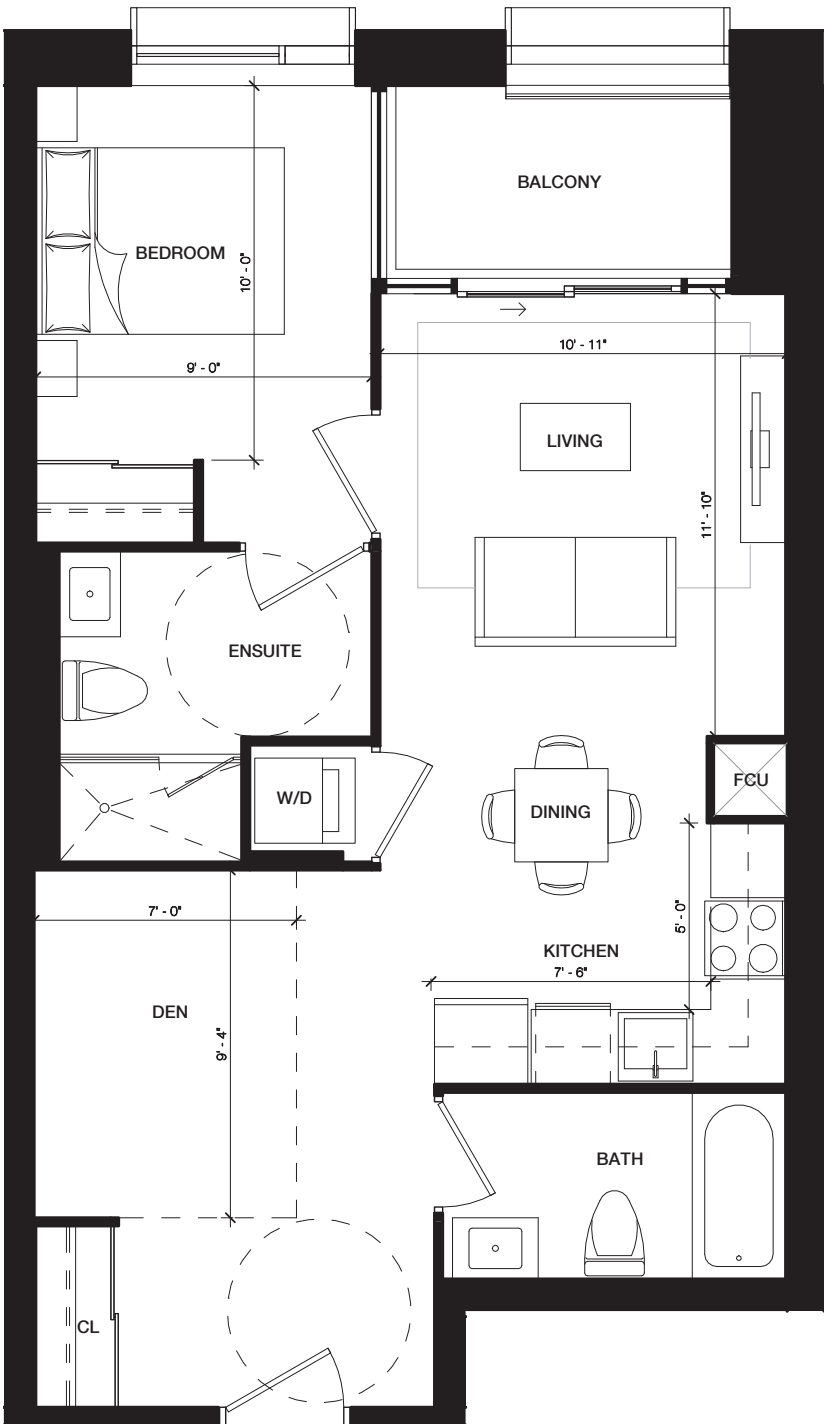 BALCONY
BEDROOM
10' - 0"
9' - 0"
10' - 11"
LIVING
11' - 10"
ENSUITE
FCU
W/D
DINING
7' - 0"
5' - 0"
KITCHEN
7' - 6"
DEN
9' - 4"
BATH
CL